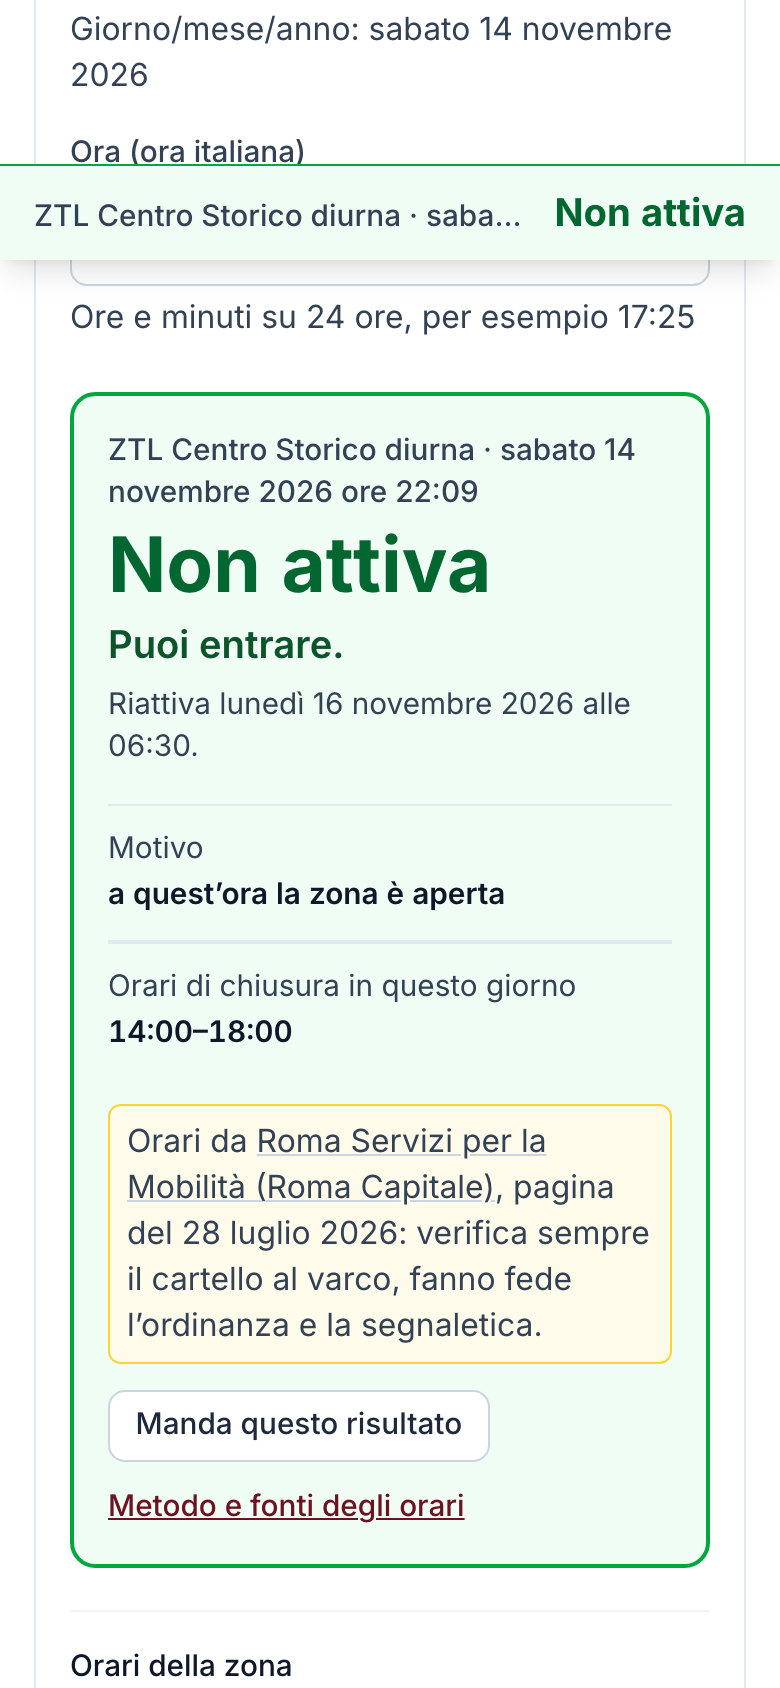 Giorno/mese/anno: sabato 14 novembre
2026
Ora (ora italiana)
ZTL Centro Storico diurna · saba... Non attiva
Ore e minuti su 24 ore, per esempio 17:25
ZTL Centro Storico diurna · sabato 14
novembre 2026 ore 22:09
Non attiva
Puoi entrare.
Riattiva lunedì 16 novembre 2026 alle
06:30.
Motivo
a quest’ora la zona è aperta
Orari di chiusura in questo giorno
14:00–18:00
Orari da Roma Servizi per la
Mobilità (Roma Capitale), pagina
del 28 luglio 2026: verifica sempre
il cartello al varco, fanno fede
l’ordinanza e la segnaletica.
Manda questo risultato
Metodo e fonti degli orari
Orari della zona